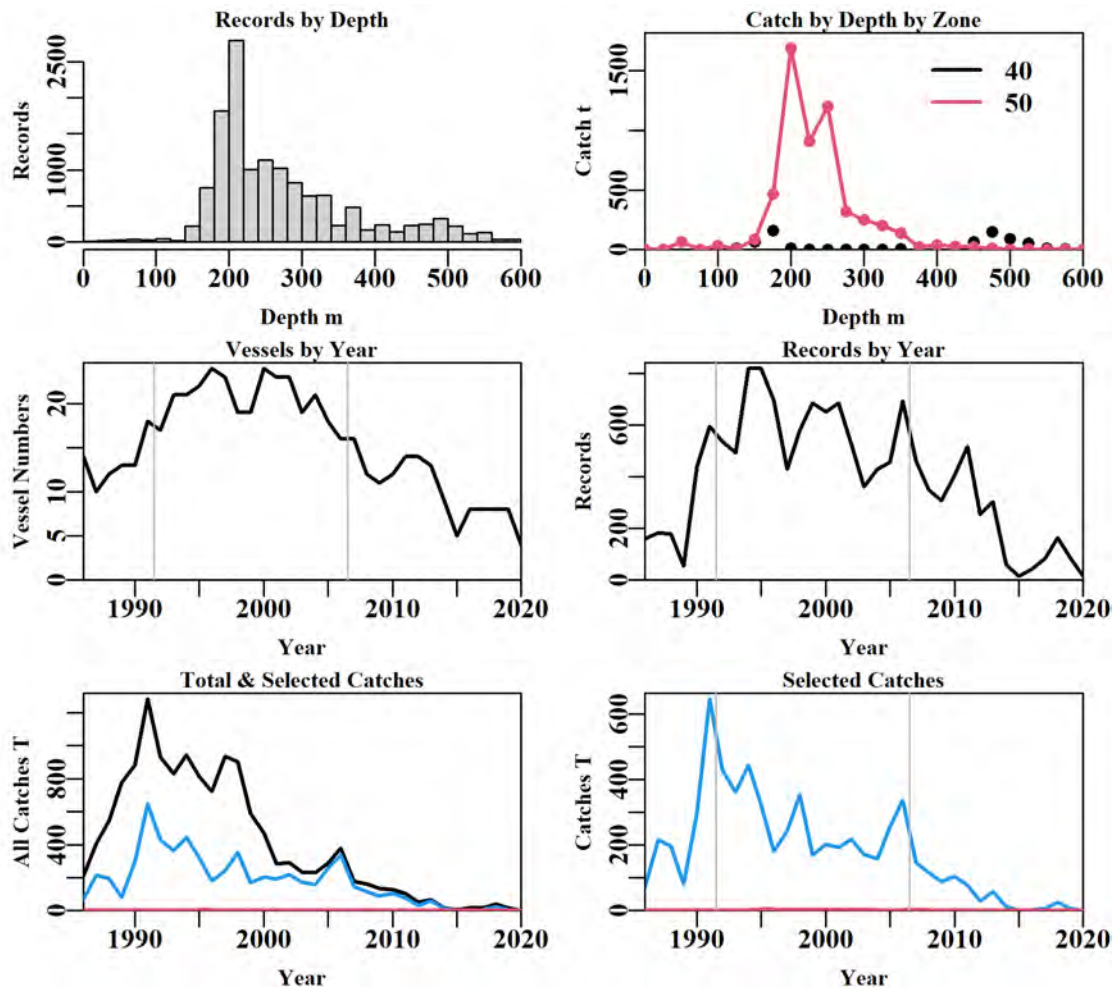 Records by Depth
Records
0 1000 2500
0 100 200 300 400 500 600
Depth m
Catch by Depth by Zone
Catch t
0 500 1500
40
50
0 100 200 300 400 500 600
Depth m
Vessels by Year
Vessel Numbers
0 5 10 20
1990 2000 2010 2020
Year
Records by Year
Records
0 200 600
1990 2000 2010 2020
Year
Total & Selected Catches
All Catches T
0 400 800
1990 2000 2010 2020
Year
Selected Catches
Catches T
0 200 400 600
1990 2000 2010 2020
Year